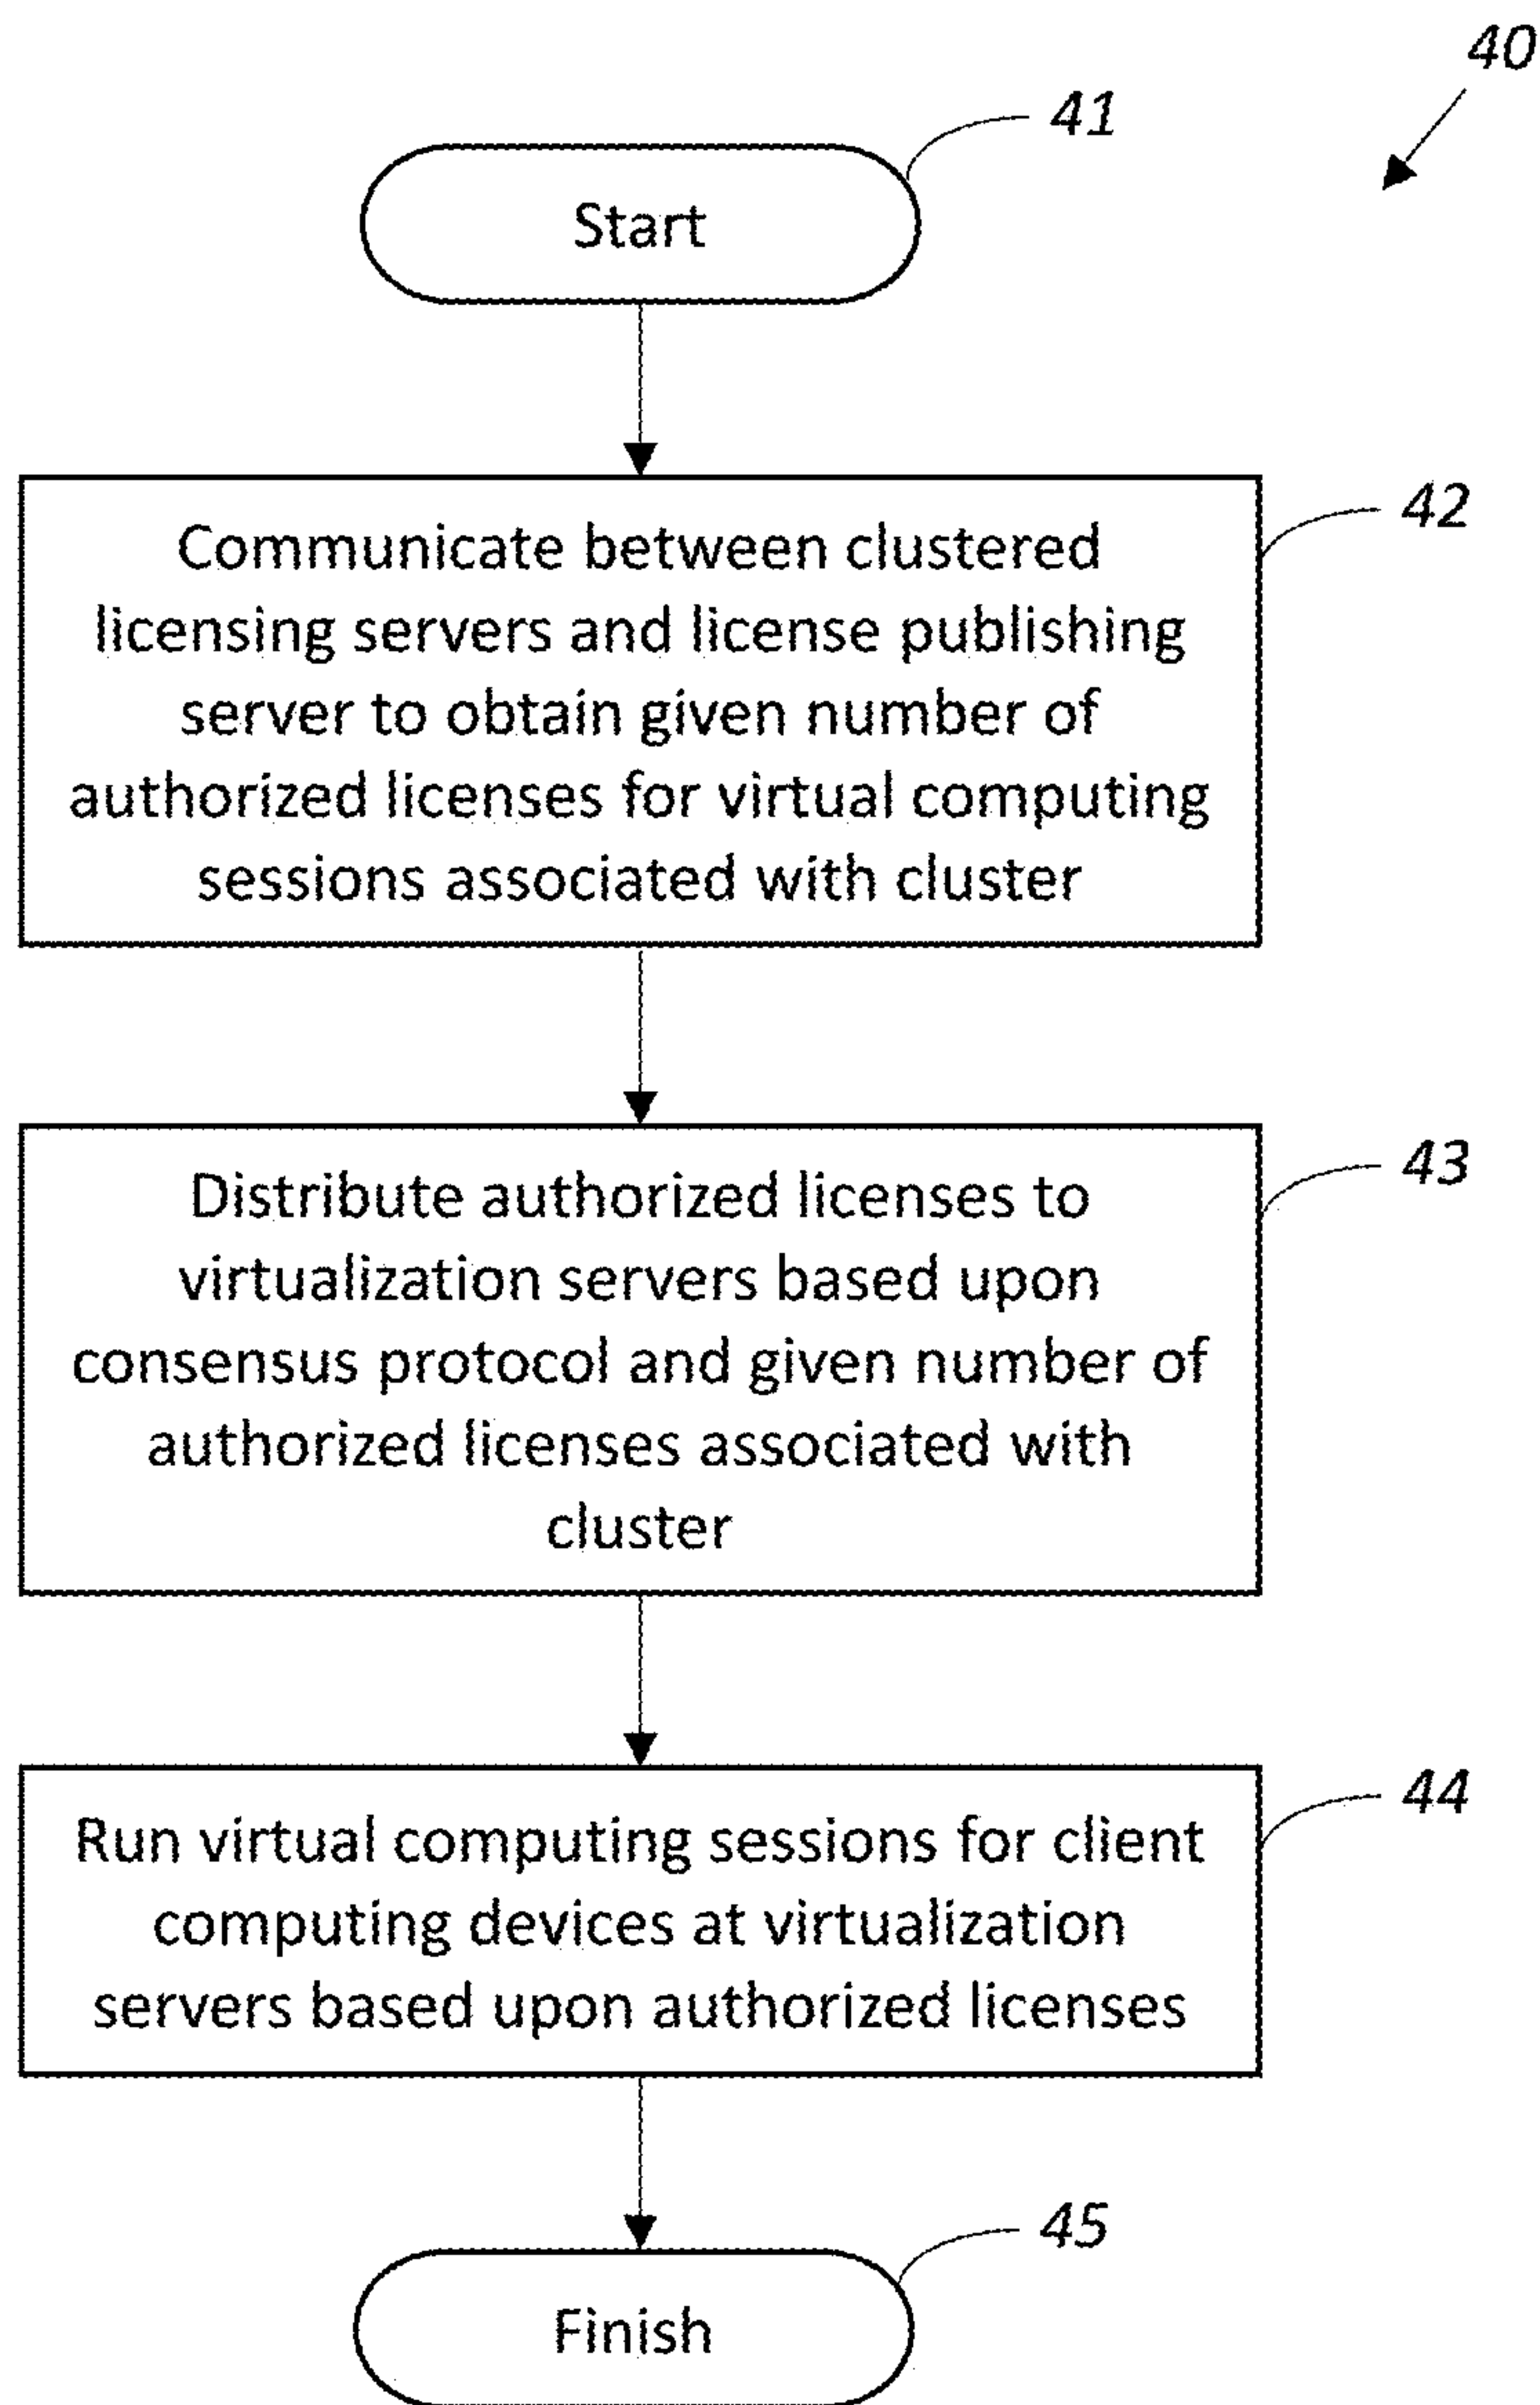 40
41
Start
42
Communicate between clustered
licensing servers and license publishing
server to obtain given number of
authorized licenses for virtual computing
sessions associated with cluster
43
Distribute authorized licenses to
virtualization servers based upon
consensus protocol and given number of
authorized licenses associated with
cluster
44
Run virtual computing sessions for client
computing devices at virtualization
servers based upon authorized licenses
45
Finish